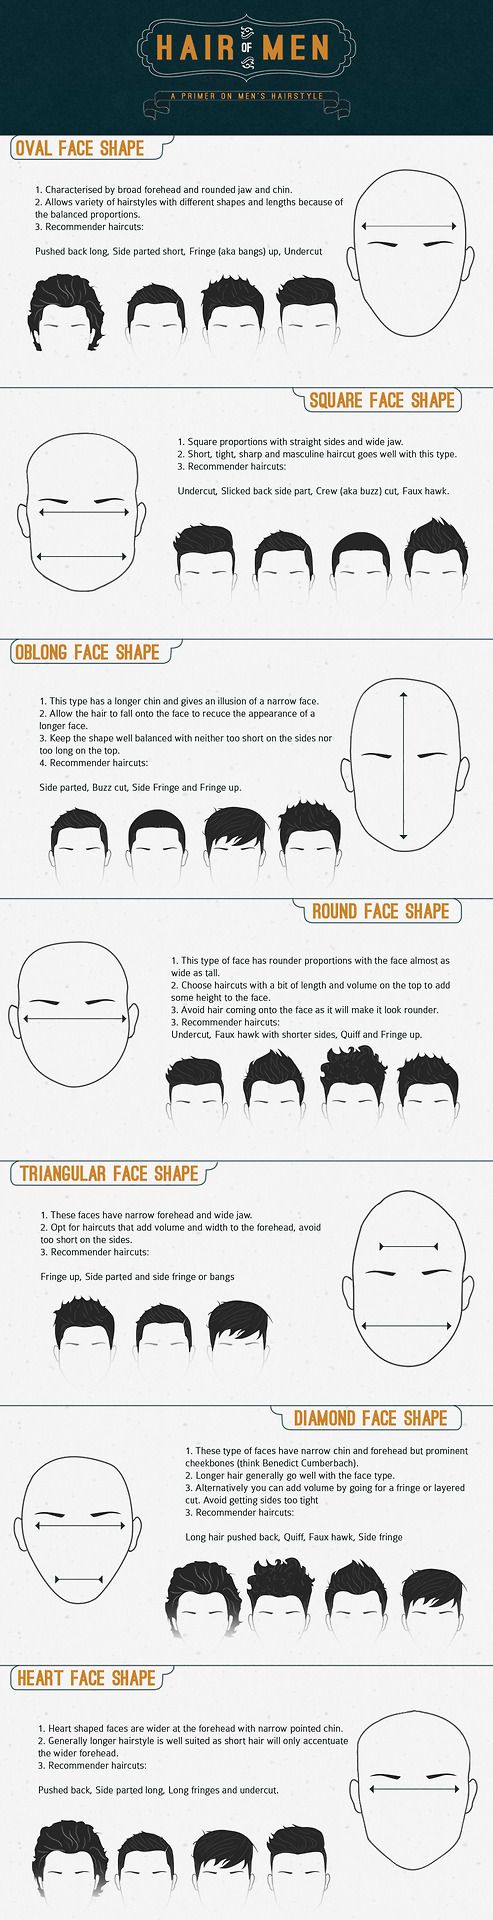 HAIR OF MEN
A PRIMER ON MEN'S HAIRSTYLE
OVAL FACE SHAPE
1. Characterised by broad forehead and rounded jaw and chin.
2. Allows variety of hairstyles with different shapes and lengths because of
the balanced proportions.
3. Recommender haircuts:
Pushed back long, Side parted short, Fringe (aka bangs) up, Undercut
SQUARE FACE SHAPE
1. Square proportions with straight sides and wide jaw.
2. Short, tight, sharp and masculine haircut goes well with this type.
3. Recommender haircuts:
Undercut, Slicked back side part, Crew (aka buzz) cut, Faux hawk.
OBLONG FACE SHAPE
1. This type has a longer chin and gives an illusion of a narrow face.
2. Allow the hair to fall onto the face to recuce the appearance of a
longer face.
3. Keep the shape well balanced with neither too short on the sides nor
too long on the top.
4. Recommender haircuts:
Side parted, Buzz cut, Side Fringe and Fringe up.
ROUND FACE SHAPE
1. This type of face has rounder proportions with the face almost as
wide as tall.
2. Choose haircuts with a bit of length and volume on the top to add
some height to the face.
3. Avoid hair coming onto the face as it will make it look rounder.
3. Recommender haircuts:
Undercut, Faux hawk with shorter sides, Quiff and Fringe up.
TRIANGULAR FACE SHAPE
1. These faces have narrow forehead and wide jaw.
2. Opt for haircuts that add volume and width to the forehead, avoid
too short on the sides.
3. Recommender haircuts:
Fringe up, Side parted and side fringe or bangs
DIAMOND FACE SHAPE
1. These type of faces have narrow chin and forehead but prominent
cheekbones (think Benedict Cumberbach).
2. Longer hair generally go well with the face type.
3. Alternatively you can add volume by going for a fringe or layered
cut. Avoid getting sides too tight
3. Recommender haircuts:
Long hair pushed back, Quiff, Faux hawk, Side fringe
HEART FACE SHAPE
1. Heart shaped faces are wider at the forehead with narrow pointed chin.
2. Generally longer hairstyle is well suited as short hair will only accentuate
the wider forehead.
3. Recommender haircuts:
Pushed back, Side parted long, Long fringes and undercut.